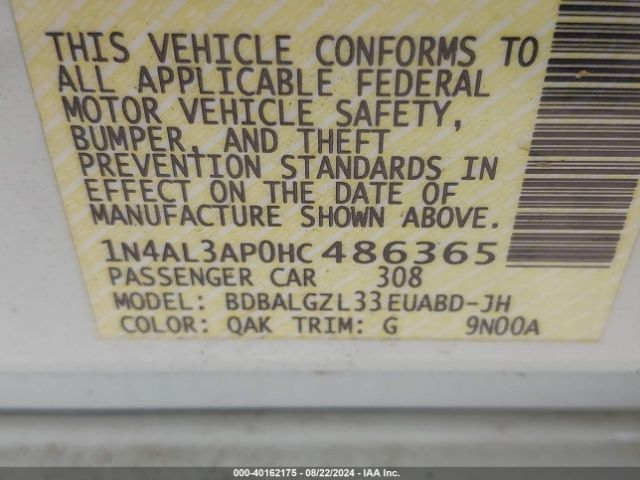 THIS VEHICLE CONFORMS TO
ALL APPLICABLE FEDERAL
MOTOR VEHICLE SAFETY,
BUMPER, AND THEFT
PREVENTION STANDARDS IN
EFFECT ON THE DATE OF
MANUFACTURE SHOWN ABOVE.
1N4AL3AP0HC486365
PASSENGER CAR 308
MODEL: BDBALGZL33EUABD-JH
COLOR: QAK TRIM: G 9N00A
000-40162175 - 08/22/2024 - IAA Inc.